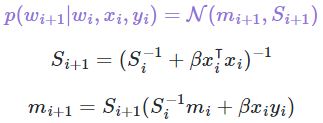 p(w_{i+1}|w_i, x_i, y_i) = 𝒩(m_{i+1}, S_{i+1})
S_{i+1} = (S_i^{-1} + βx_i^⊺x_i)^{-1}
m_{i+1} = S_{i+1}(S_i^{-1}m_i + βx_iy_i)